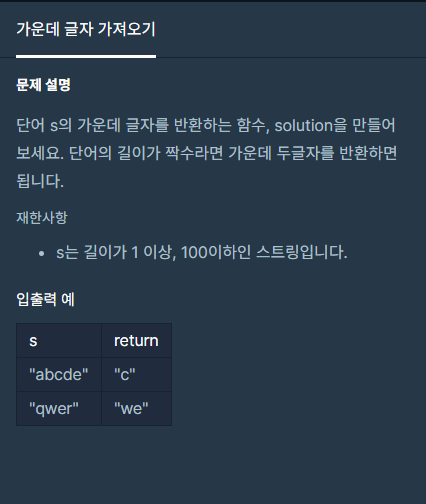 가운데 글자 가져오기
문제 설명
단어 s의 가운데 글자를 반환하는 함수, solution을 만들어
보세요. 단어의 길이가 짝수라면 가운데 두글자를 반환하면
됩니다.
재한사항
s는 길이가 1 이상, 100이하인 스트링입니다.
입출력 예
s return
"abcde" "c"
"qwer" "we"